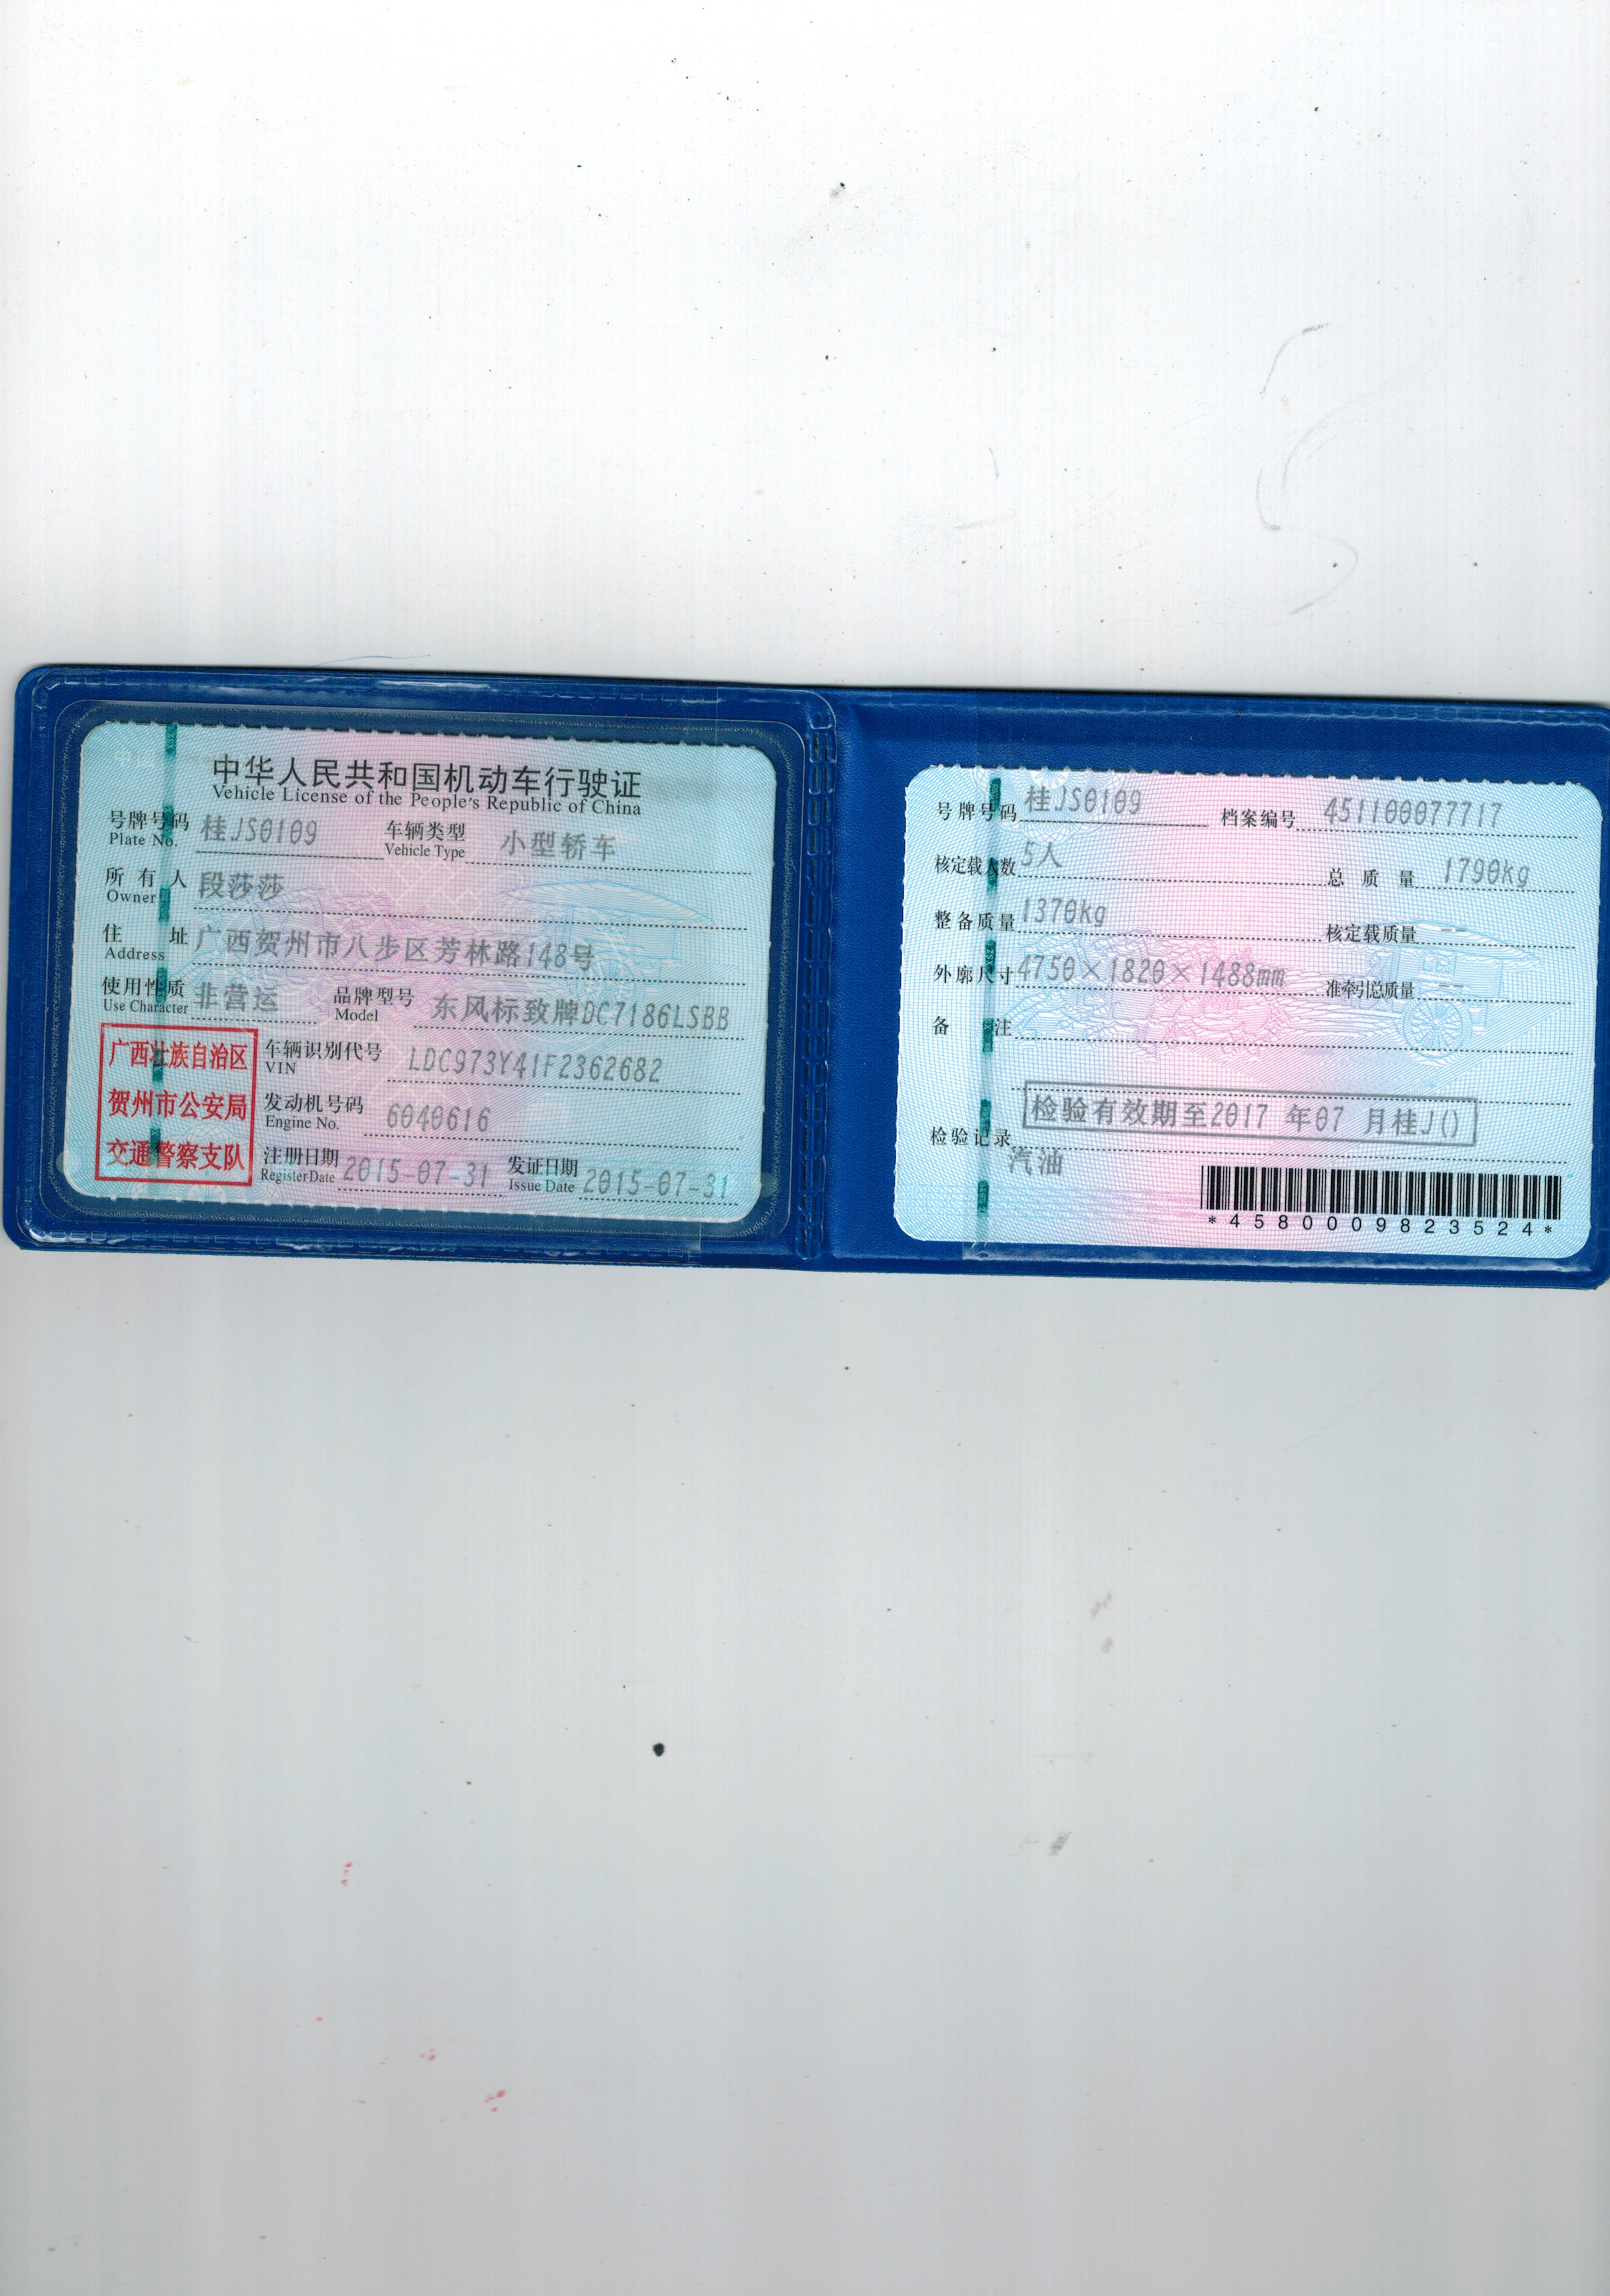 中华人民共和国机动车行驶证
Vehicle License of the People's Republic of China
号牌号码 桂JS0109 车辆类型 小型轿车
Plate No. Vehicle Type
所有人 段莎莎
Owner
住址 广西贺州市八步区芳林路148号
Address
使用性质 非营运 品牌型号 东风标致牌DC7186LSBB
Use Character Model
广西壮族自治区
贺州市公安局
交通警察支队
车辆识别代号 LDC973Y41F2362682
VIN
发动机号码 6040616
Engine No.
注册日期 2015-07-31 发证日期 2015-07-31
Register Date Issue Date
号牌号码 桂JS0109 档案编号 451100077717
核定载人数 5人 总质量 1790kg
整备质量 1370kg 核定载质量 --
外廓尺寸 4750×1820×1488mm 准牵引总质量 --
备注
检验有效期至2017 年07 月桂J()
检验记录
汽油
*4580009823524*